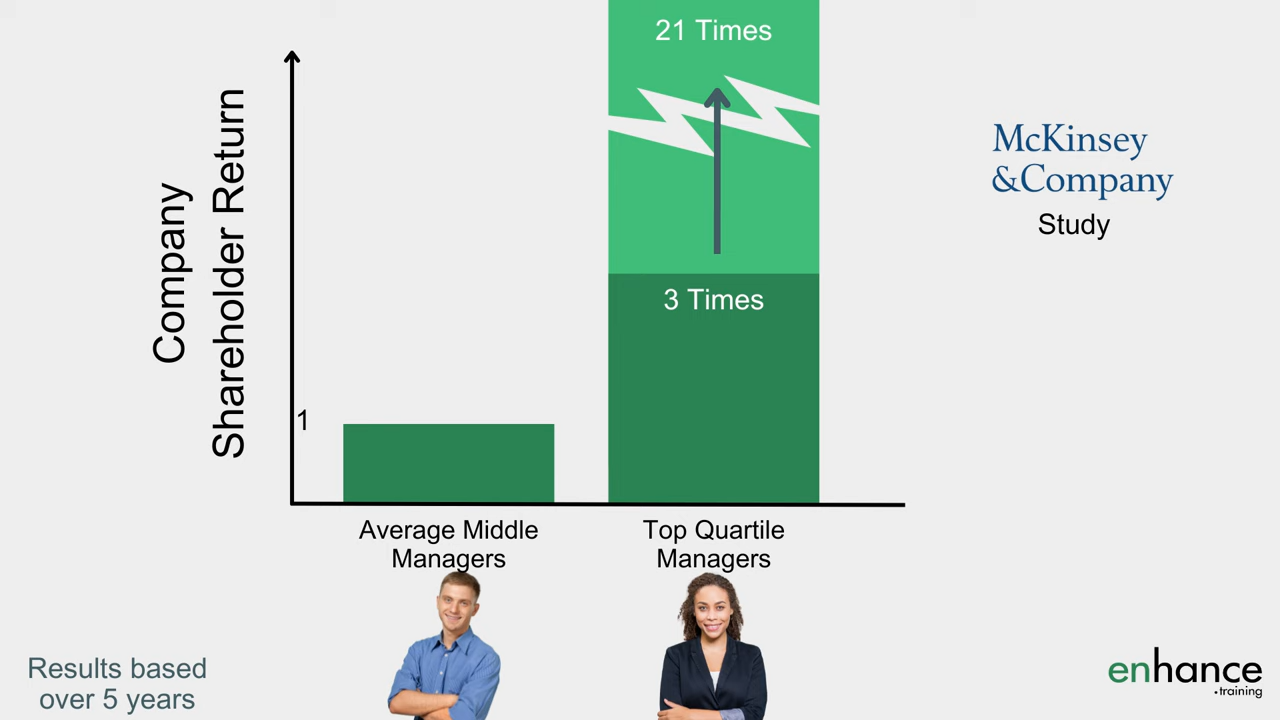 21 Times
3 Times
1
Company
Shareholder Return
Average Middle
Managers
Top Quartile
Managers
McKinsey
&Company
Study
Results based
over 5 years
enhance
.training